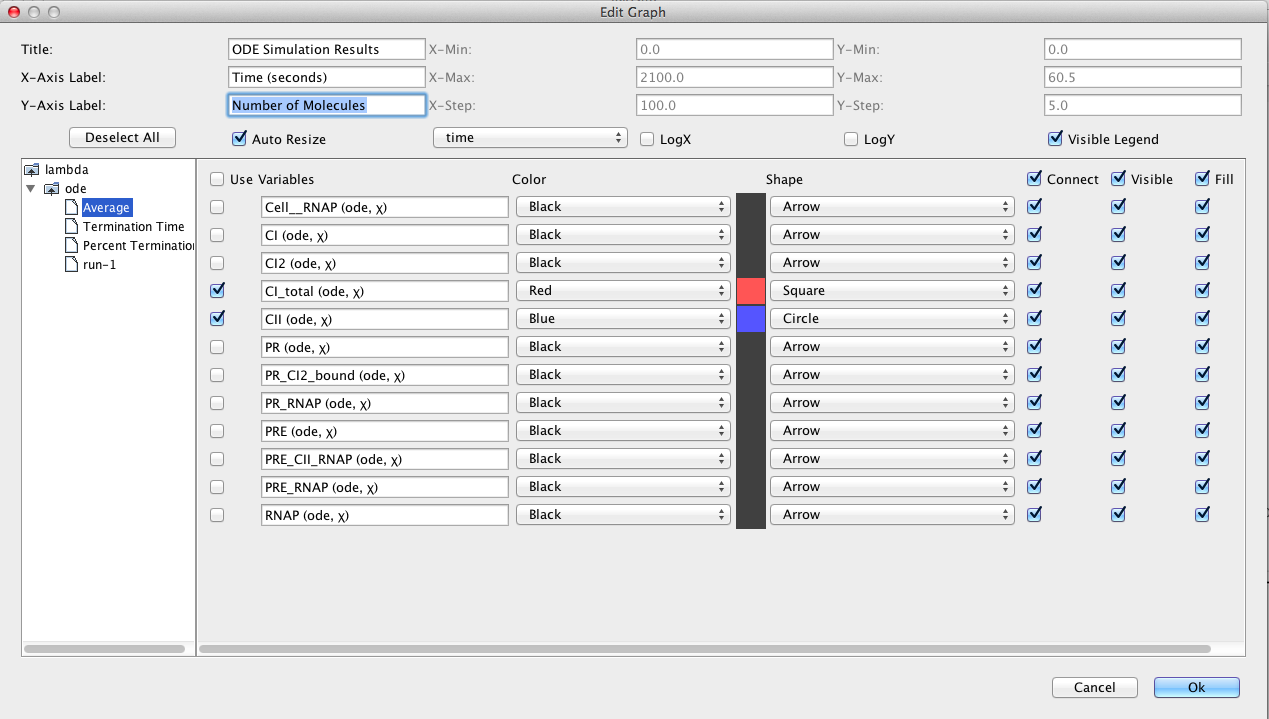 Edit Graph
Title: ODE Simulation Results X-Min: 0.0 Y-Min: 0.0
X-Axis Label: Time (seconds) X-Max: 2100.0 Y-Max: 60.5
Y-Axis Label: Number of Molecules X-Step: 100.0 Y-Step: 5.0
Deselect All Auto Resize time LogX LogY Visible Legend
lambda
ode
Average
Termination Time
Percent Terminatio
run-1
Use Variables Color Shape Connect Visible Fill
Cell__RNAP (ode, χ) Black Arrow
CI (ode, χ) Black Arrow
CI2 (ode, χ) Black Arrow
CI_total (ode, χ) Red Square
CII (ode, χ) Blue Circle
PR (ode, χ) Black Arrow
PR_CI2_bound (ode, χ) Black Arrow
PR_RNAP (ode, χ) Black Arrow
PRE (ode, χ) Black Arrow
PRE_CII_RNAP (ode, χ) Black Arrow
PRE_RNAP (ode, χ) Black Arrow
RNAP (ode, χ) Black Arrow
Cancel Ok